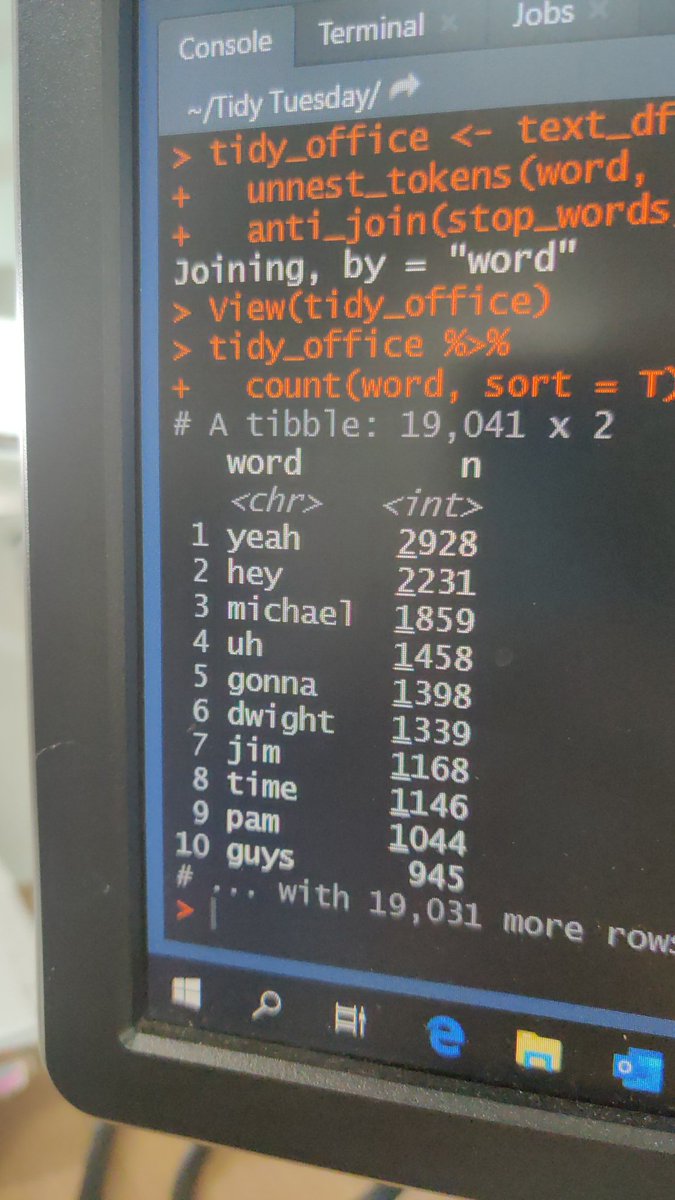 Console Terminal Jobs
~/Tidy Tuesday/
> tidy_office <- text_df
+ unnest_tokens(word,
+ anti_join(stop_words,
Joining, by = "word"
> View(tidy_office)
> tidy_office %>%
+ count(word, sort = T)
# A tibble: 19,041 x 2
word n
<chr> <int>
1 yeah 2928
2 hey 2231
3 michael 1859
4 uh 1458
5 gonna 1398
6 dwight 1339
7 jim 1168
8 time 1146
9 pam 1044
10 guys 945
# ... with 19,031 more rows
>